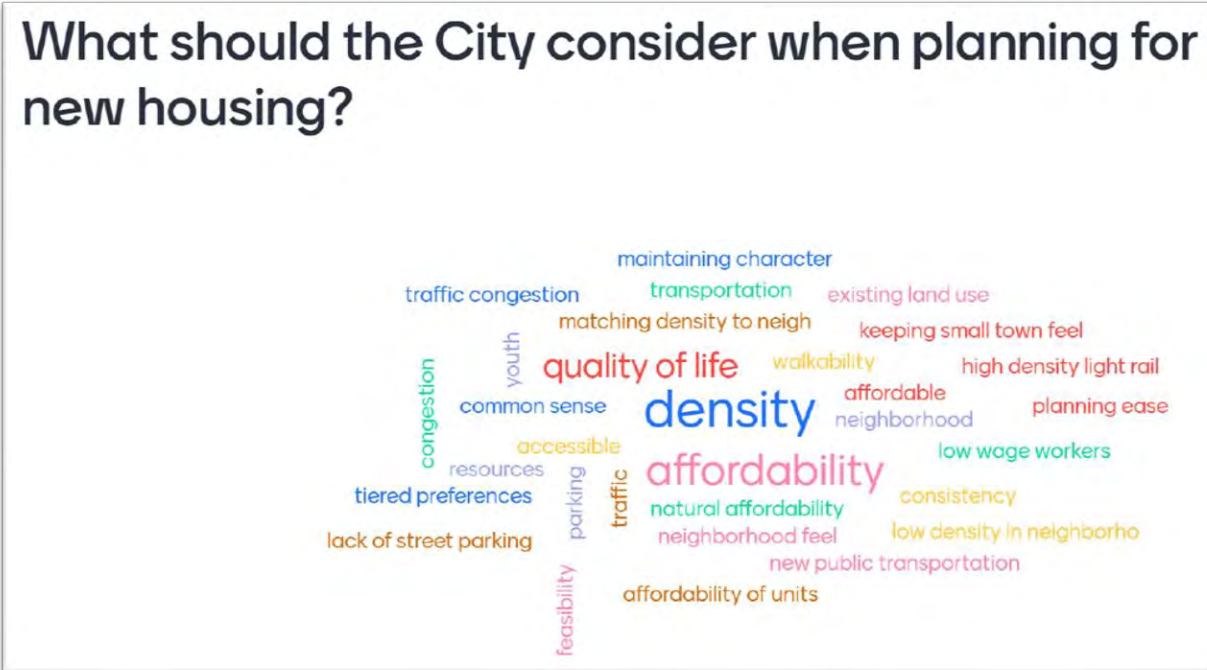 What should the City consider when planning for
new housing?
maintaining character
traffic congestion
transportation
existing land use
matching density to neigh
keeping small town feel
youth
quality of life
walkability
high density light rail
congestion
common sense
density
affordable
neighborhood
planning ease
accessible
low wage workers
resources
parking
traffic
affordability
tiered preferences
natural affordability
consistency
lack of street parking
neighborhood feel
low density in neighborho
new public transportation
feasibility
affordability of units